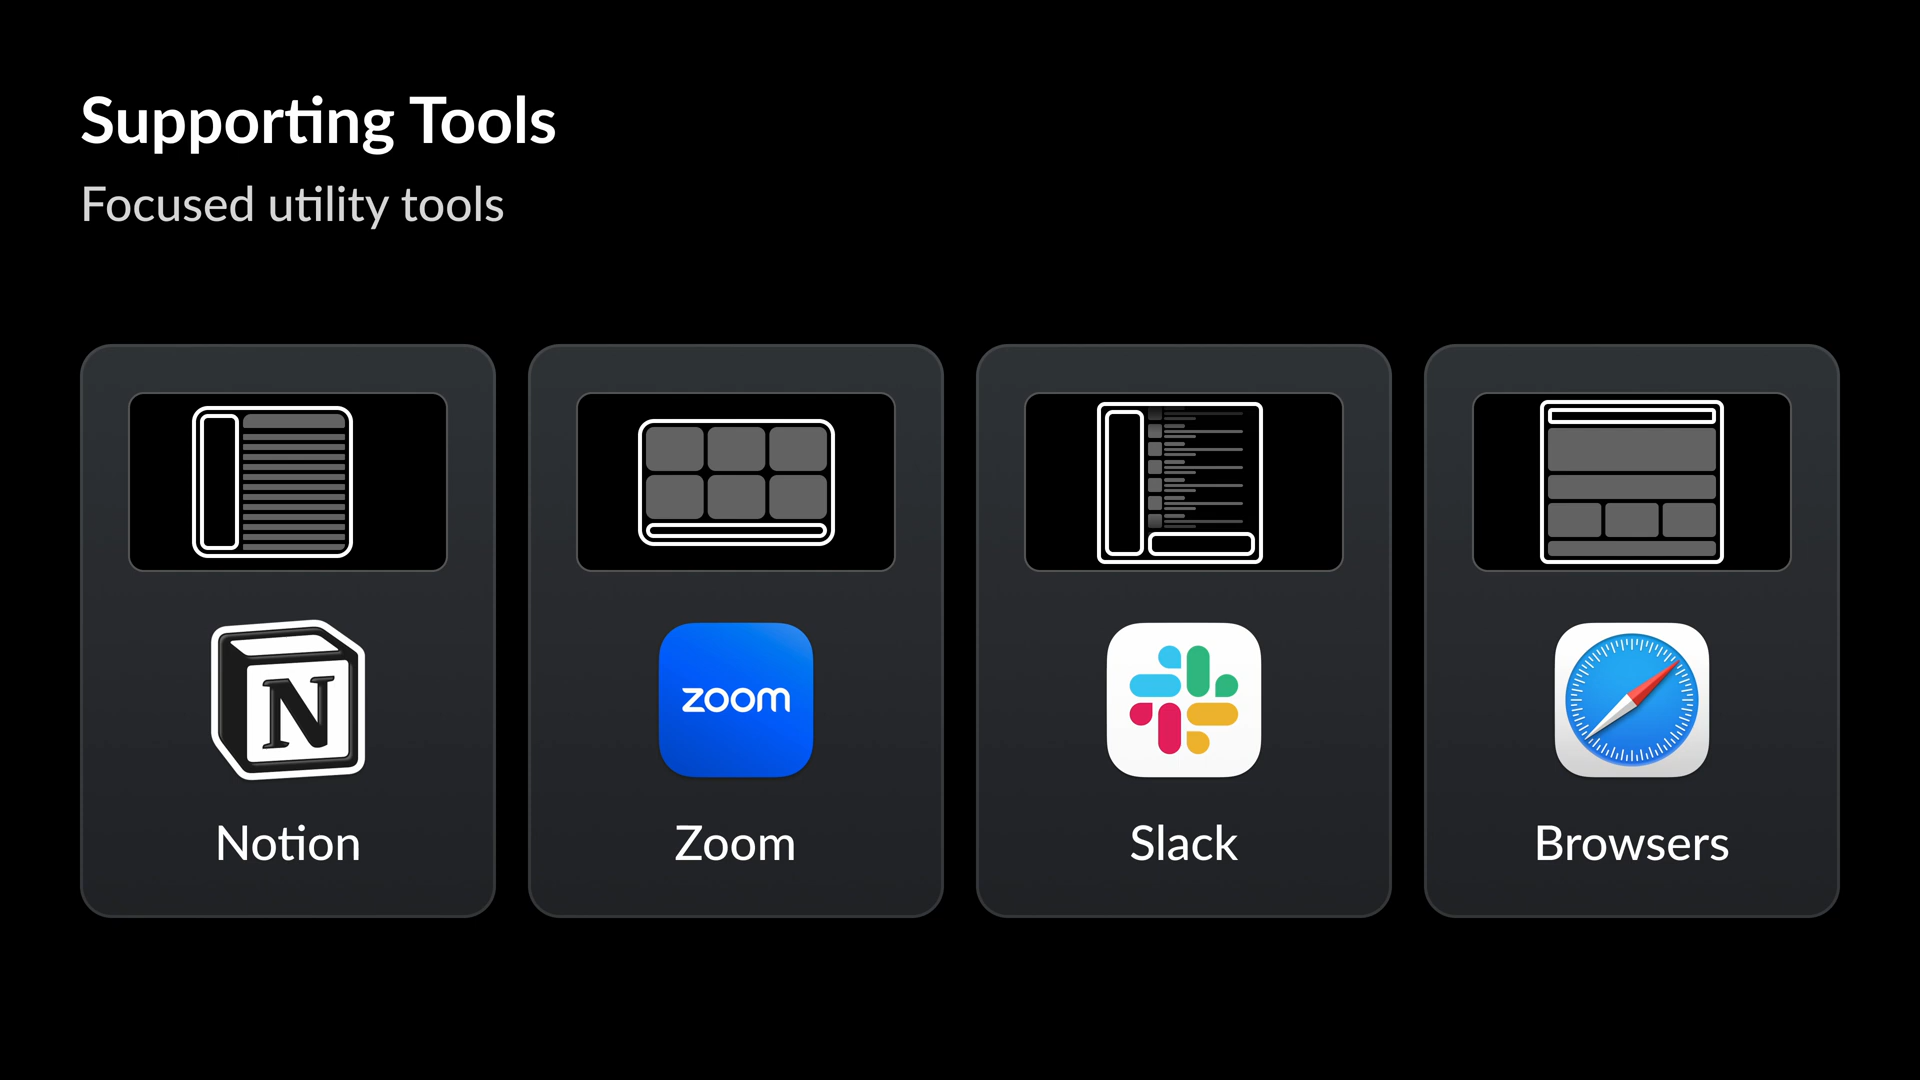 Supporting Tools
Focused utility tools
N
zoom
Notion
Zoom
Slack
Browsers